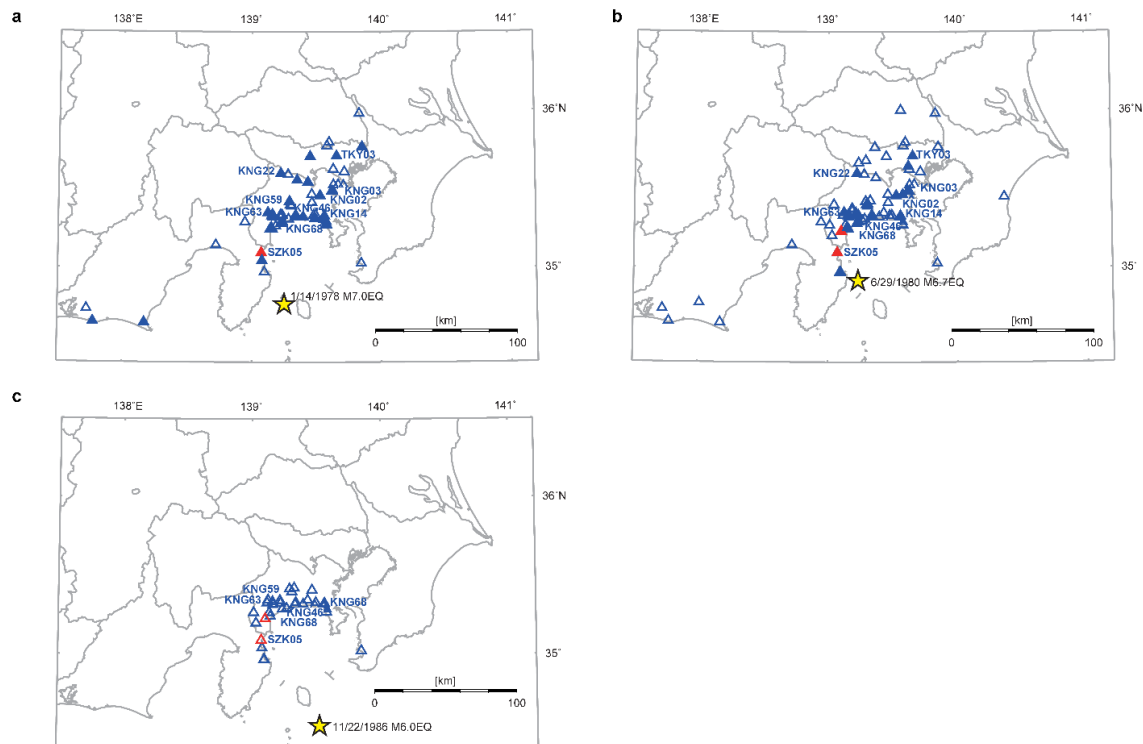 a
138°E
139°
140°
141°
36°N
TKY03
KNG22
KNG59
KNG03
KNG02
KNG63
KNG46
KNG14
KNG68
SZK05
35°
1/14/1978 M7.0EQ
[km]
0
100
b
138°E
139°
140°
141°
36°N
TKY03
KNG22
KNG03
KNG02
KNG63
KNG14
KNG46
KNG68
SZK05
35°
6/29/1980 M6.7EQ
[km]
0
100
c
138°E
139°
140°
141°
36°N
KNG59
KNG63
KNG68
KNG46
KNG68
SZK05
35°
[km]
0
100
11/22/1986 M6.0EQ